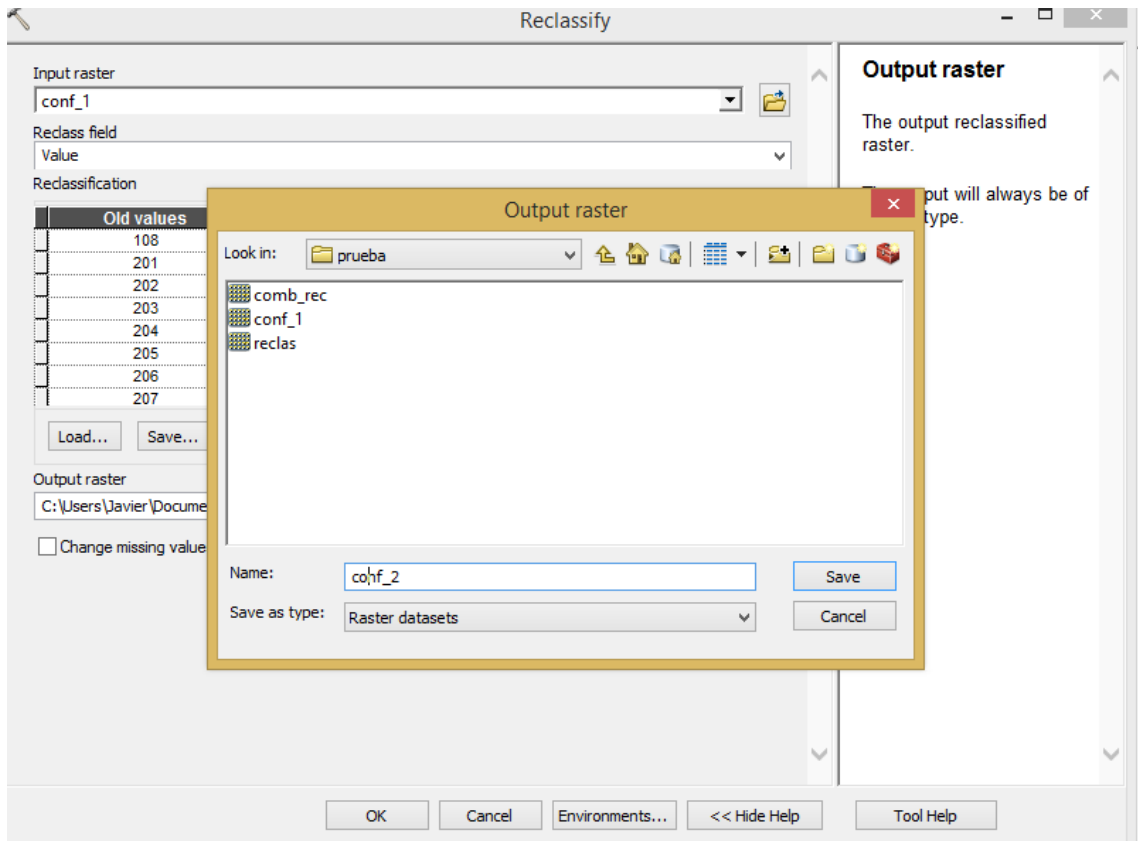 Reclassify
Input raster
conf_1
Reclass field
Value
Reclassification
Old values
108
201
202
203
204
205
206
207
Load...
Save...
Output raster
C:\Users\Javier\Docume
Change missing value
Output raster
Look in:
prueba
comb_rec
conf_1
reclas
Name:
conf_2
Save
Save as type:
Raster datasets
Cancel
Output raster
The output reclassified
raster.
put will always be of
type.
OK
Cancel
Environments...
<< Hide Help
Tool Help